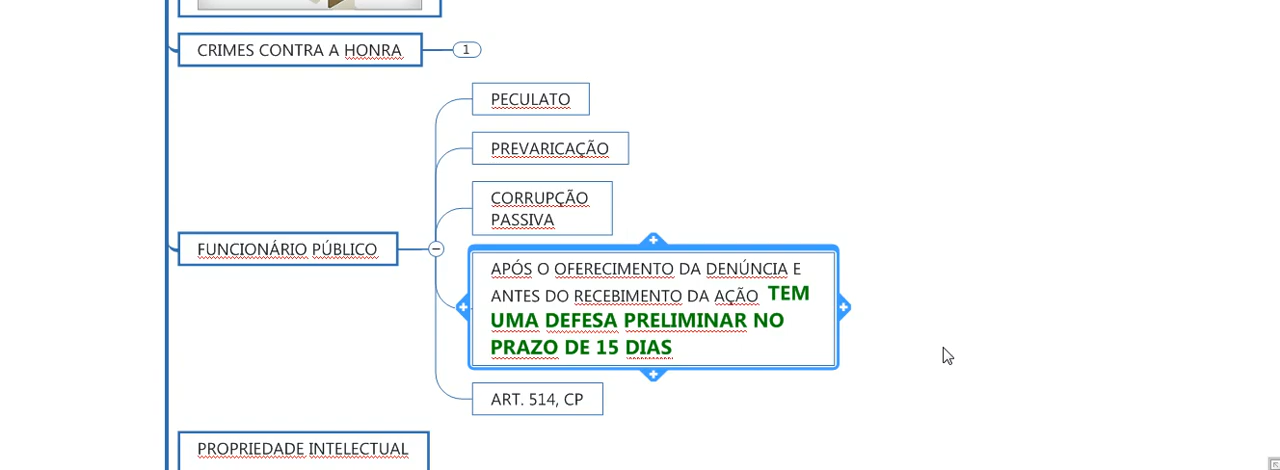 CRIMES CONTRA A HONRA
1
PECULATO
PREVARICAÇÃO
CORRUPÇÃO
PASSIVA
FUNCIONÁRIO PÚBLICO
APÓS O OFERECIMENTO DA DENÚNCIA E
ANTES DO RECEBIMENTO DA AÇÃO TEM
UMA DEFESA PRELIMINAR NO
PRAZO DE 15 DIAS
ART. 514, CP
PROPRIEDADE INTELECTUAL